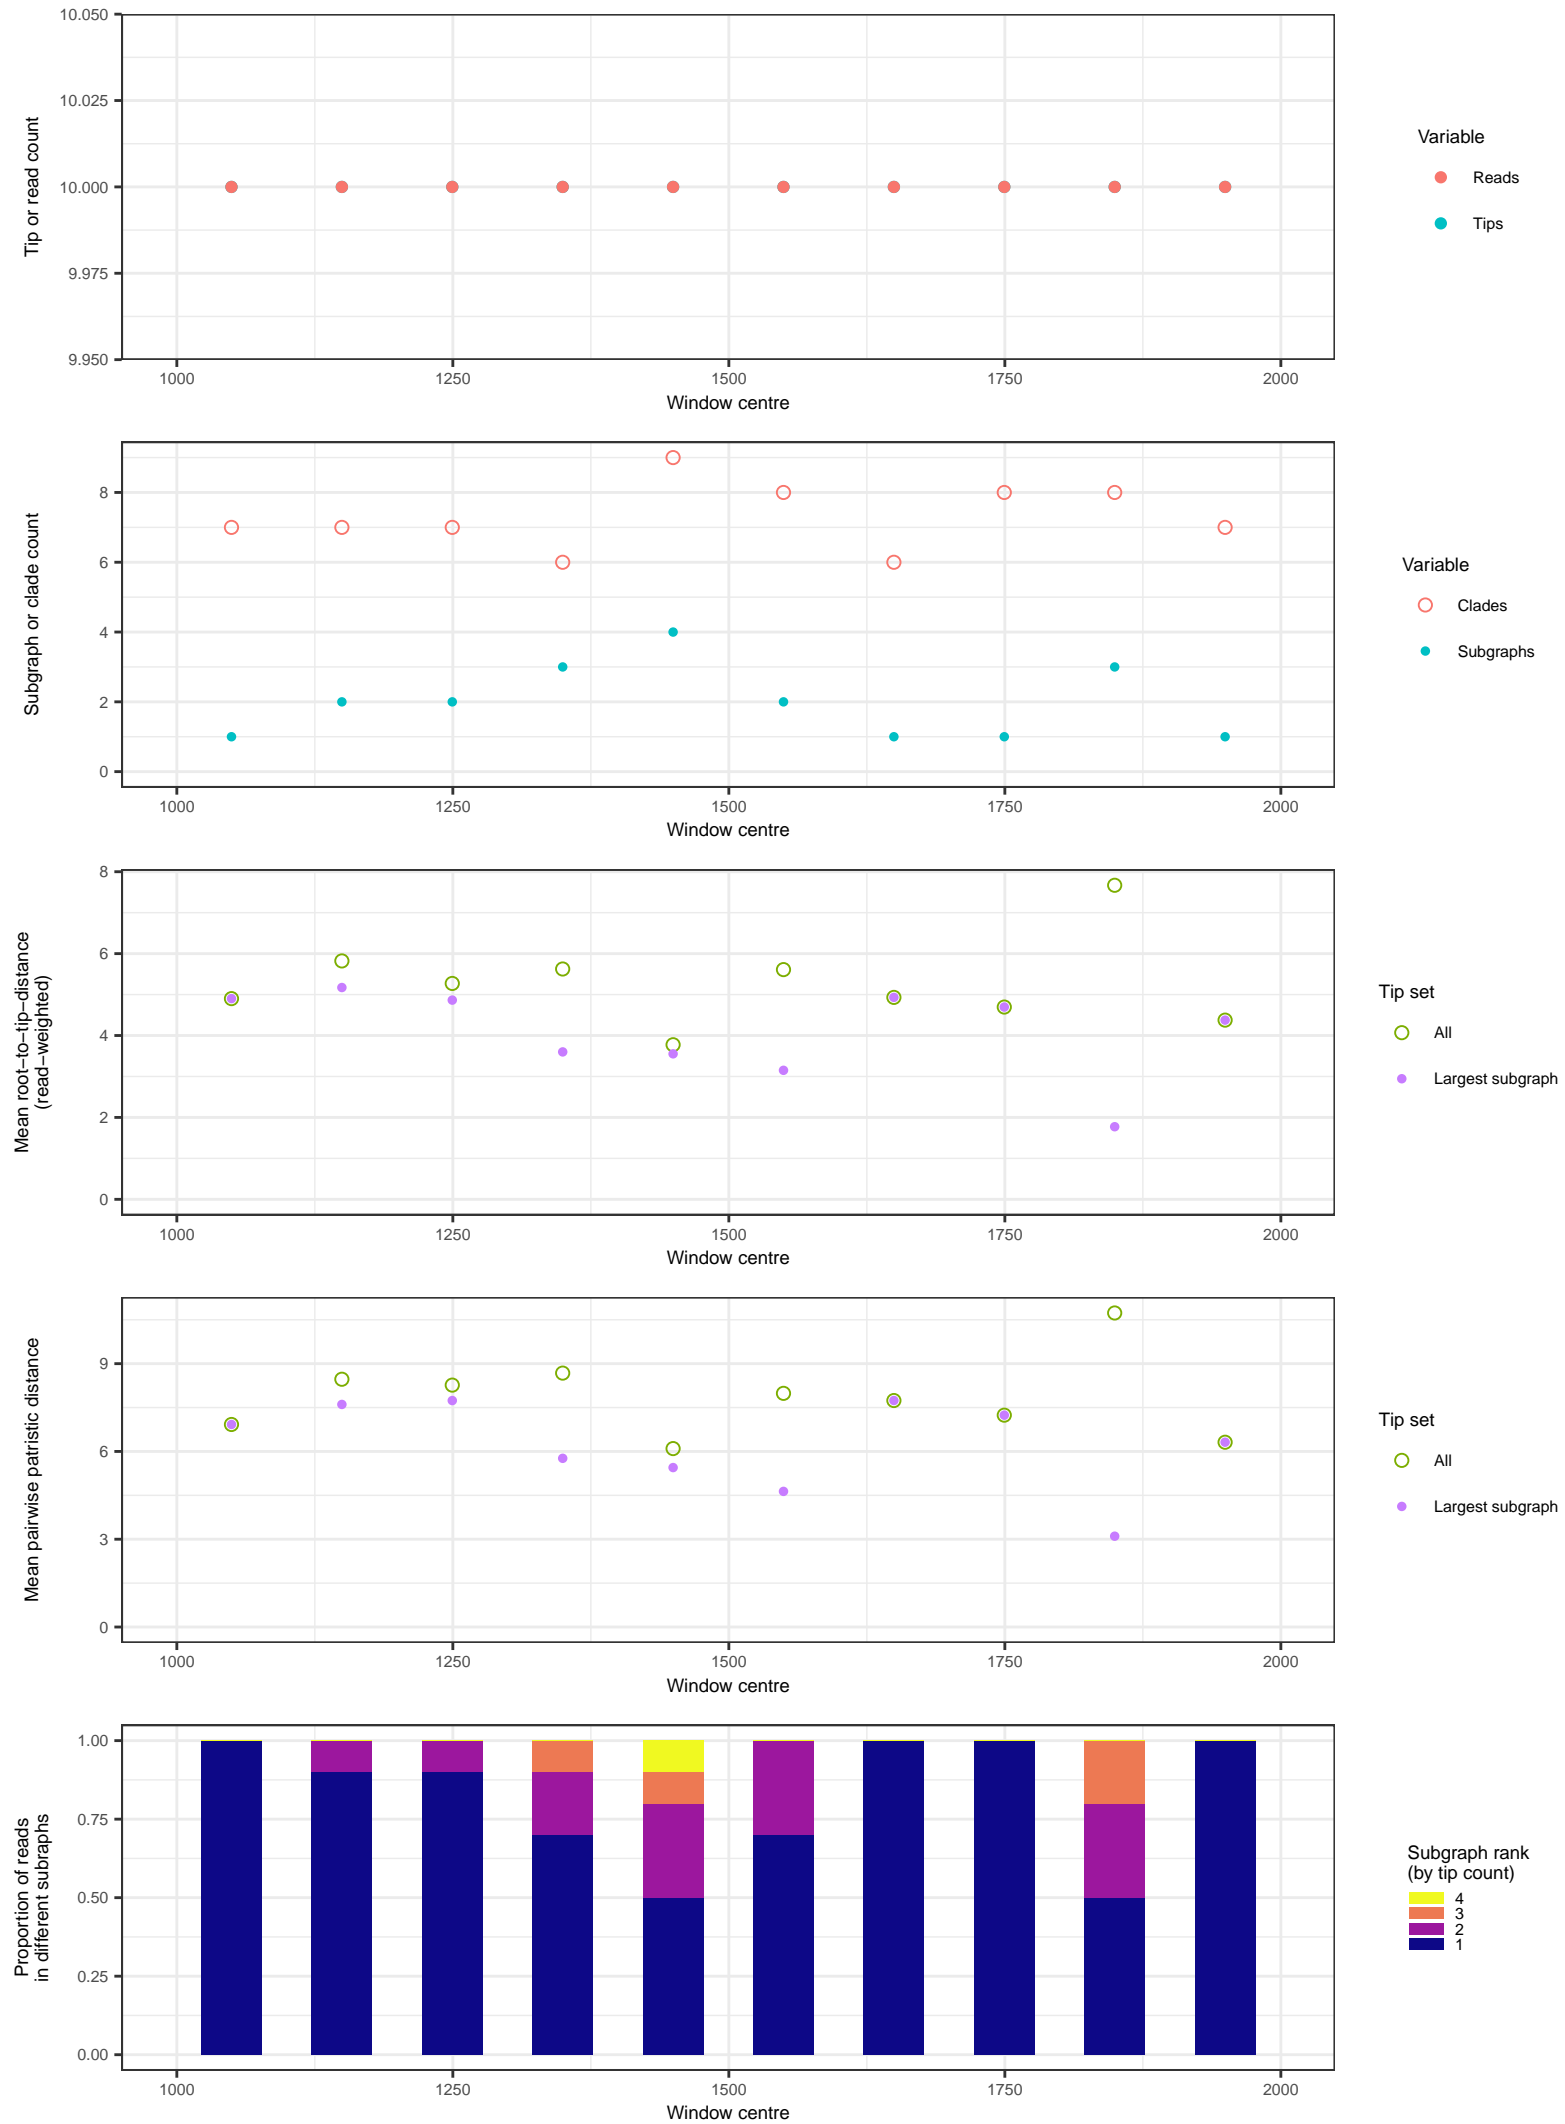 10.050
10.025
10.000
9.975
9.950
Tip or read count
1000 1250 1500 1750 2000
Window centre
Variable
Reads
Tips
8
6
4
2
0
Subgraph or clade count
1000 1250 1500 1750 2000
Window centre
Variable
Clades
Subgraphs
8
6
4
2
0
Mean root−to−tip−distance
(read−weighted)
1000 1250 1500 1750 2000
Window centre
Tip set
All
Largest subgraph
9
6
3
0
Mean pairwise patristic distance
1000 1250 1500 1750 2000
Window centre
Tip set
All
Largest subgraph
1.00
0.75
0.50
0.25
0.00
Proportion of reads
in different subraphs
1000 1250 1500 1750 2000
Window centre
Subgraph rank
(by tip count)
4
3
2
1